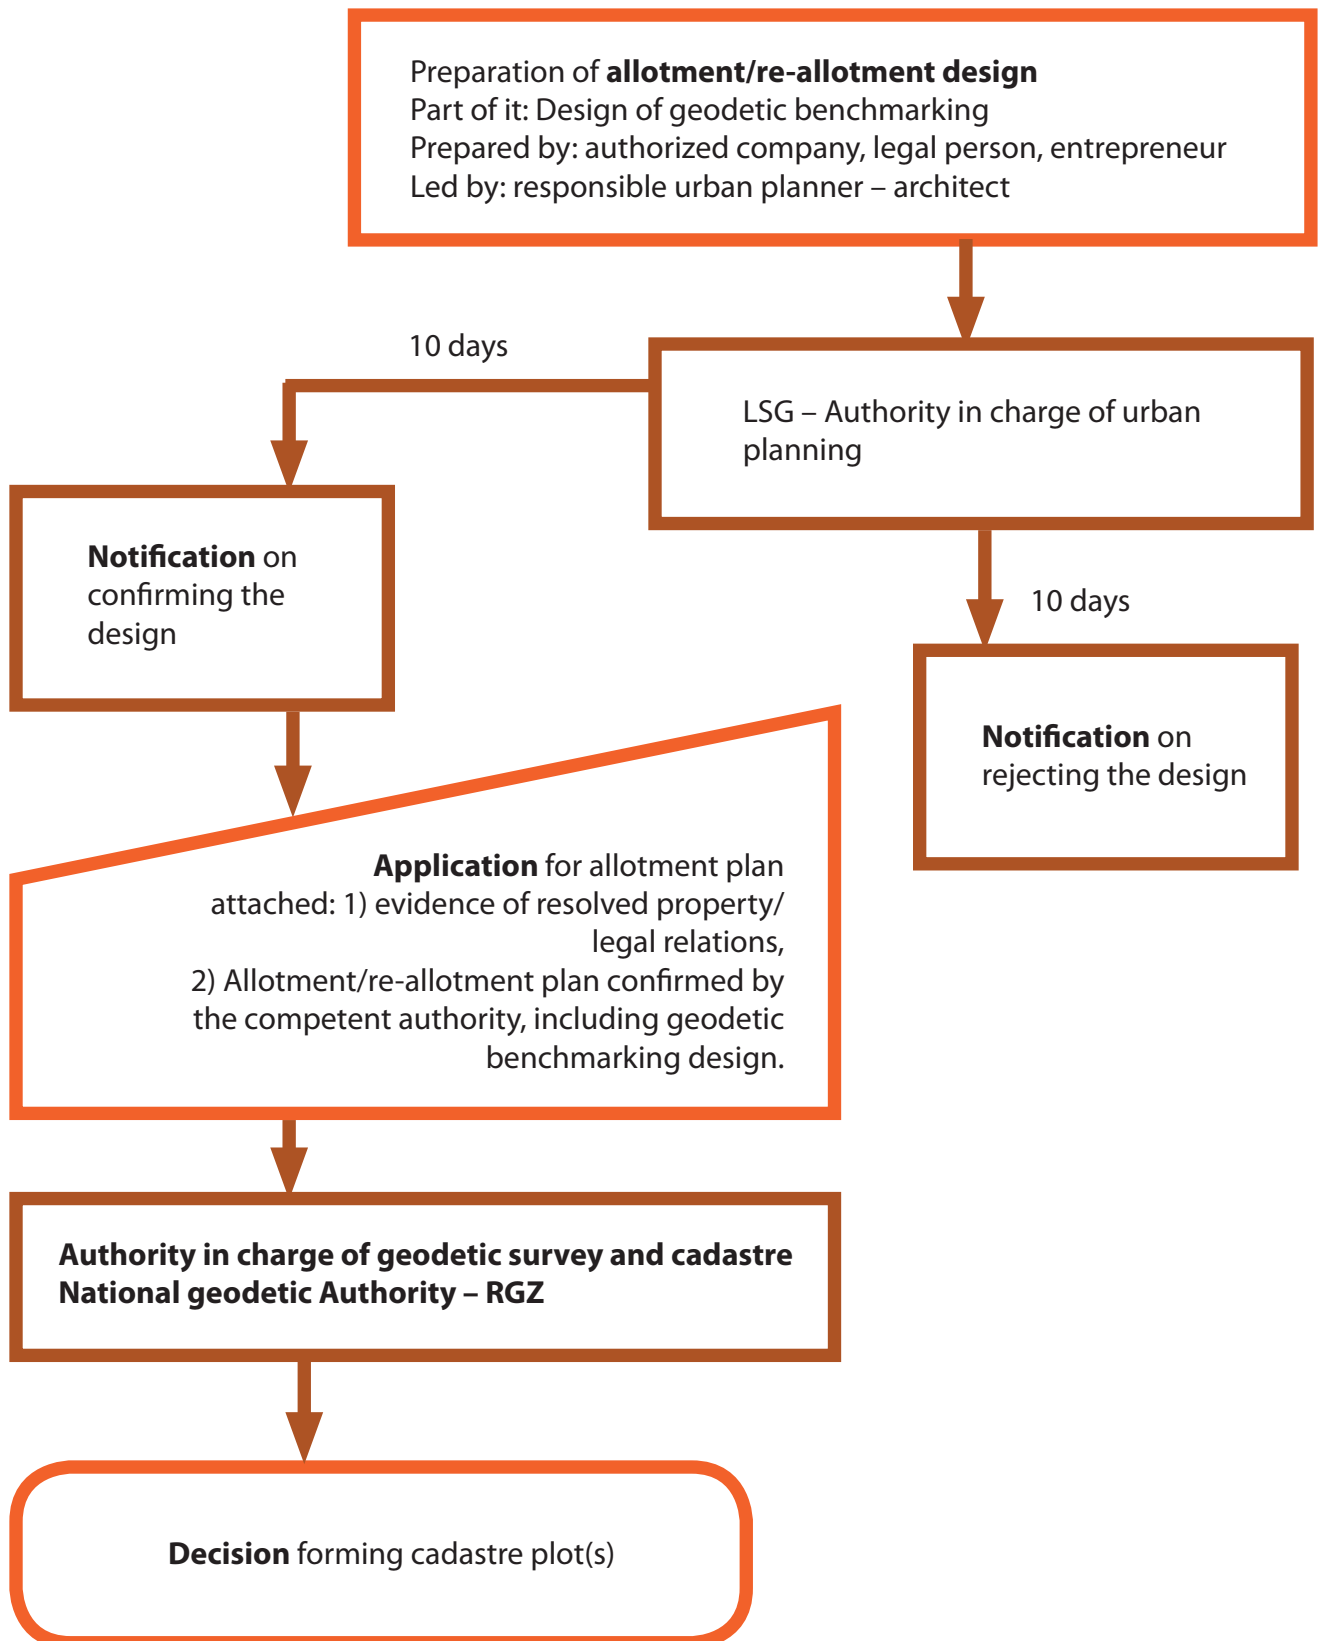 Preparation of allotment/re-allotment design
Part of it: Design of geodetic benchmarking
Prepared by: authorized company, legal person, entrepreneur
Led by: responsible urban planner – architect
10 days
LSG – Authority in charge of urban
planning
Notification on
confirming the
design
10 days
Notification on
rejecting the design
Application for allotment plan
attached: 1) evidence of resolved property/
legal relations,
2) Allotment/re-allotment plan confirmed by
the competent authority, including geodetic
benchmarking design.
Authority in charge of geodetic survey and cadastre
National geodetic Authority – RGZ
Decision forming cadastre plot(s)